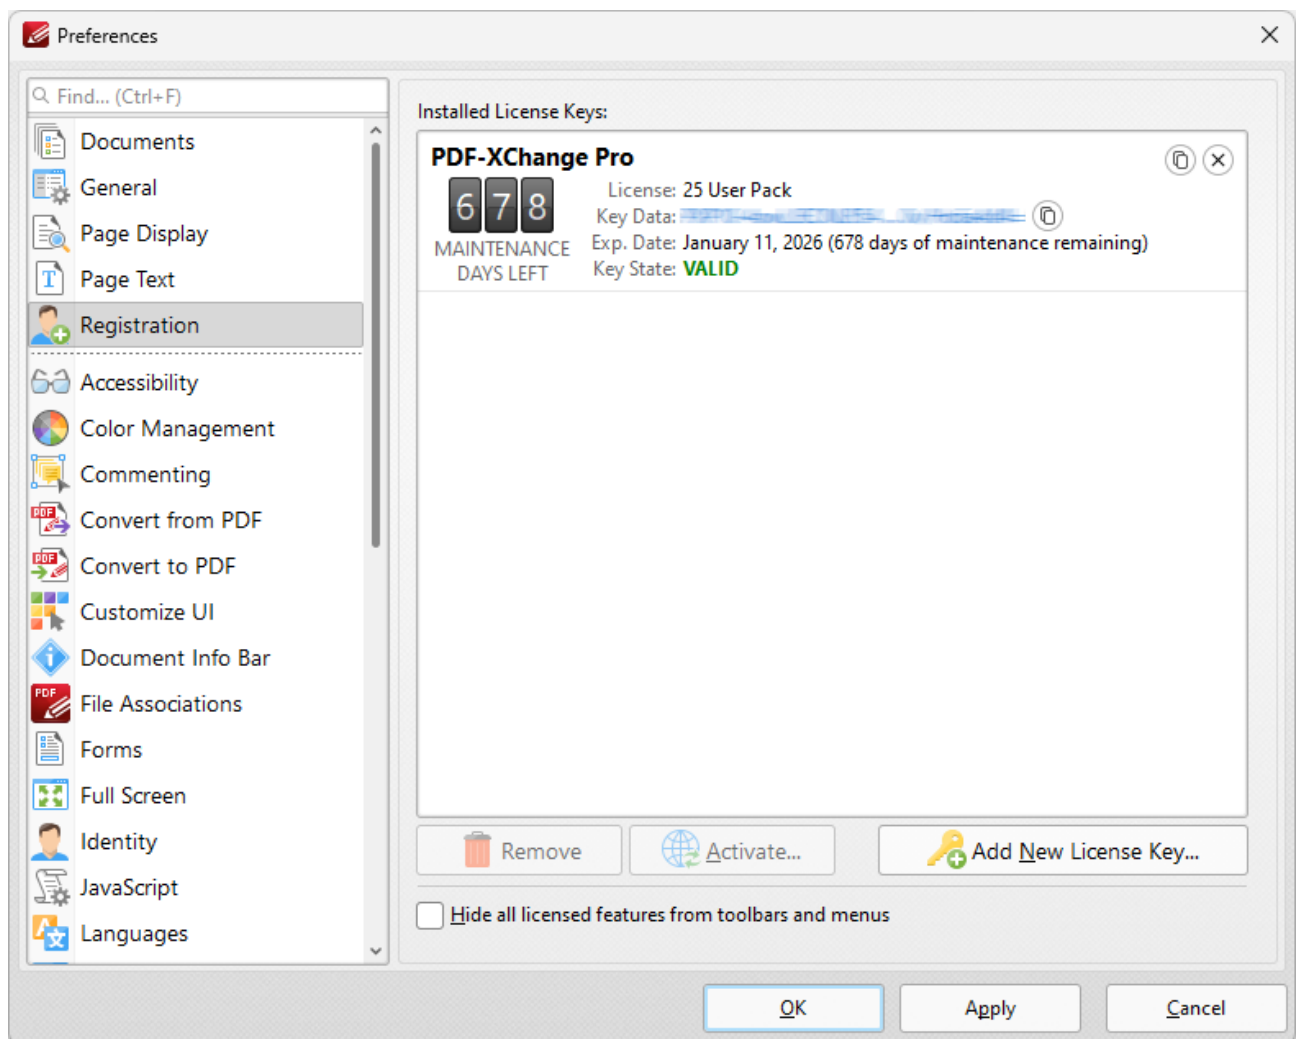 Preferences
Find... (Ctrl+F)
Documents
General
Page Display
Page Text
Registration
Accessibility
Color Management
Commenting
Convert from PDF
Convert to PDF
Customize UI
Document Info Bar
File Associations
Forms
Full Screen
Identity
JavaScript
Languages
Installed License Keys:
PDF-XChange Pro
678
MAINTENANCE
DAYS LEFT
License: 25 User Pack
Key Data:
Exp. Date: January 11, 2026 (678 days of maintenance remaining)
Key State: VALID
Remove
Activate...
Add New License Key...
Hide all licensed features from toolbars and menus
OK
Apply
Cancel